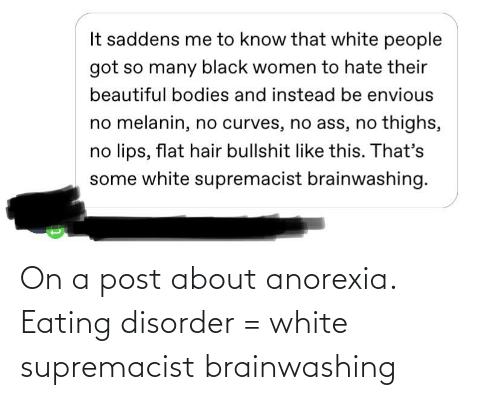 It saddens me to know that white people
got so many black women to hate their
beautiful bodies and instead be envious
no melanin, no curves, no ass, no thighs,
no lips, flat hair bullshit like this. That's
some white supremacist brainwashing.
On a post about anorexia.
Eating disorder = white
supremacist brainwashing